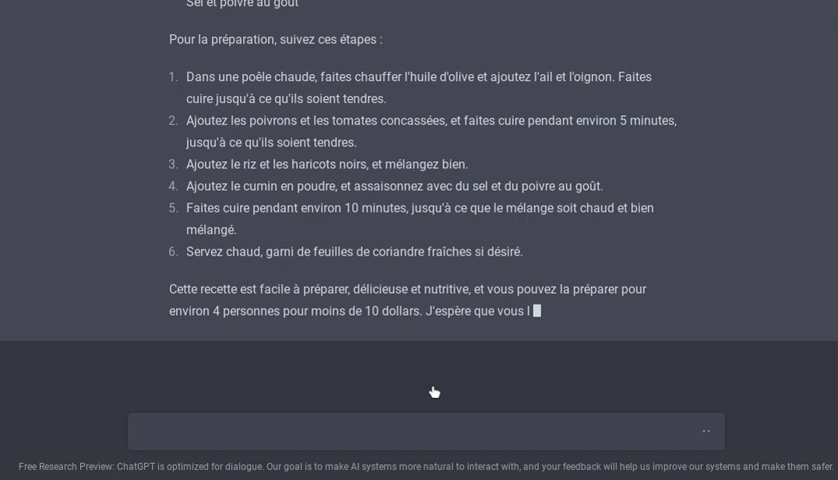 Sel et poivre au goût
Pour la préparation, suivez ces étapes :
1. Dans une poêle chaude, faites chauffer l'huile d'olive et ajoutez l'ail et l'oignon. Faites
cuire jusqu'à ce qu'ils soient tendres.
2. Ajoutez les poivrons et les tomates concassées, et faites cuire pendant environ 5 minutes,
jusqu'à ce qu'ils soient tendres.
3. Ajoutez le riz et les haricots noirs, et mélangez bien.
4. Ajoutez le cumin en poudre, et assaisonnez avec du sel et du poivre au goût.
5. Faites cuire pendant environ 10 minutes, jusqu'à ce que le mélange soit chaud et bien
mélangé.
6. Servez chaud, garni de feuilles de coriandre fraîches si désiré.
Cette recette est facile à préparer, délicieuse et nutritive, et vous pouvez la préparer pour
environ 4 personnes pour moins de 10 dollars. J'espère que vous l
Free Research Preview: ChatGPT is optimized for dialogue. Our goal is to make AI systems more natural to interact with, and your feedback will help us improve our systems and make them safer.